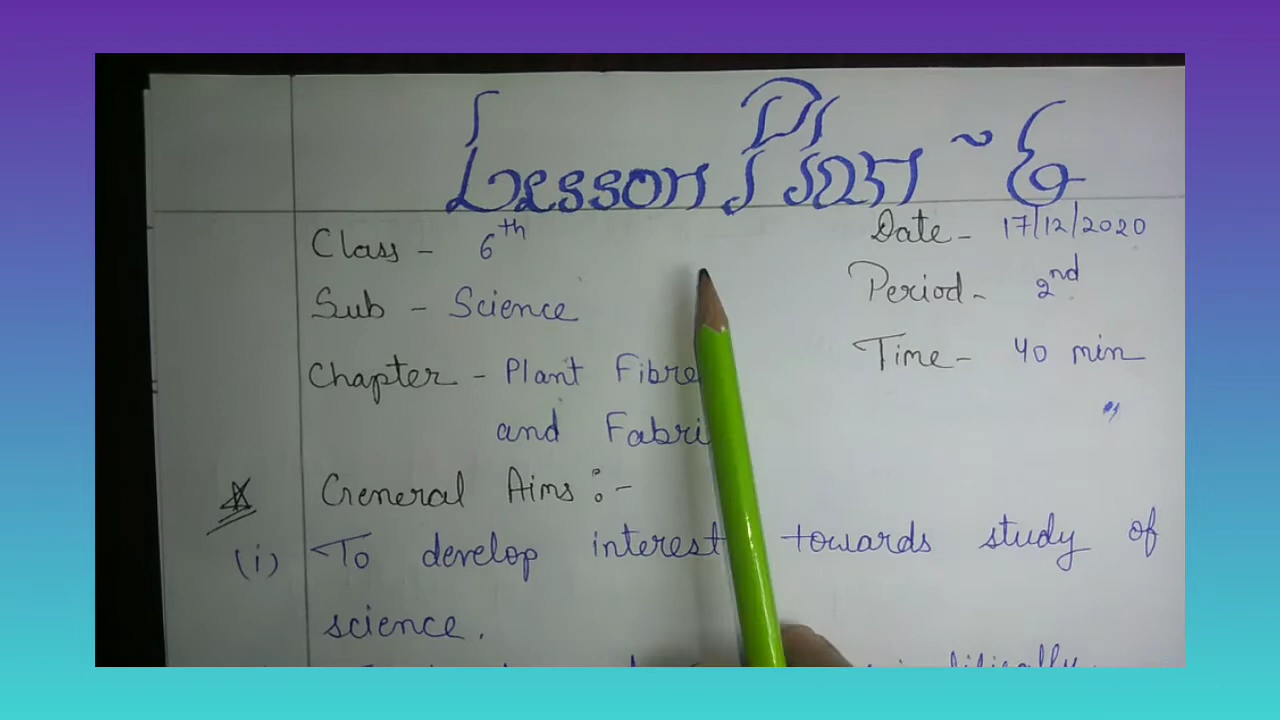 Lesson Plan ~ 6
Class - 6th
Date - 17/12/2020
Sub - Science
Period - 2nd
Chapter - Plant Fibre
Time - 40 min
and Fabri
General Aims :-
(i) To develop interest towards study of
science.